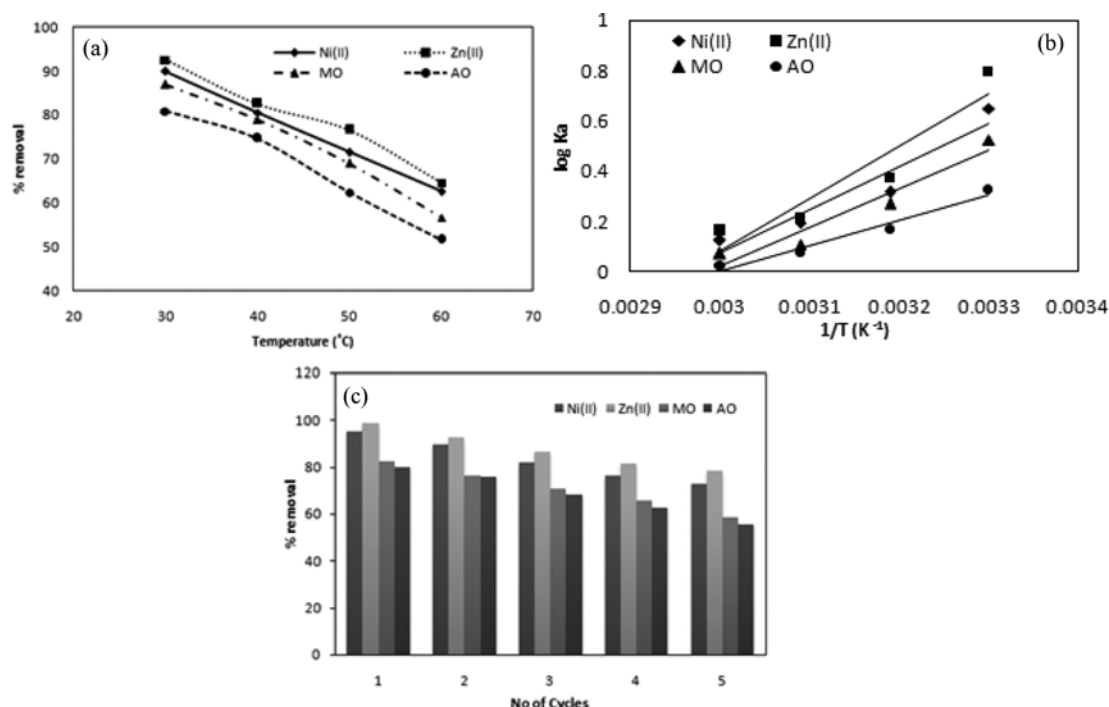 (a)
Ni(II) Zn(II)
MO AO
100
90
80
70
60
50
40
% removal
20 30 40 50 60 70
Temperature (˚C)
(b)
Ni(II) Zn(II)
MO AO
1
0.8
0.6
0.4
0.2
0
log Ka
0.0029 0.003 0.0031 0.0032 0.0033 0.0034
1/T (K⁻¹)
(c)
Ni(II) Zn(II) MO AO
120
100
80
60
40
20
0
% removal
1 2 3 4 5
No of Cycles